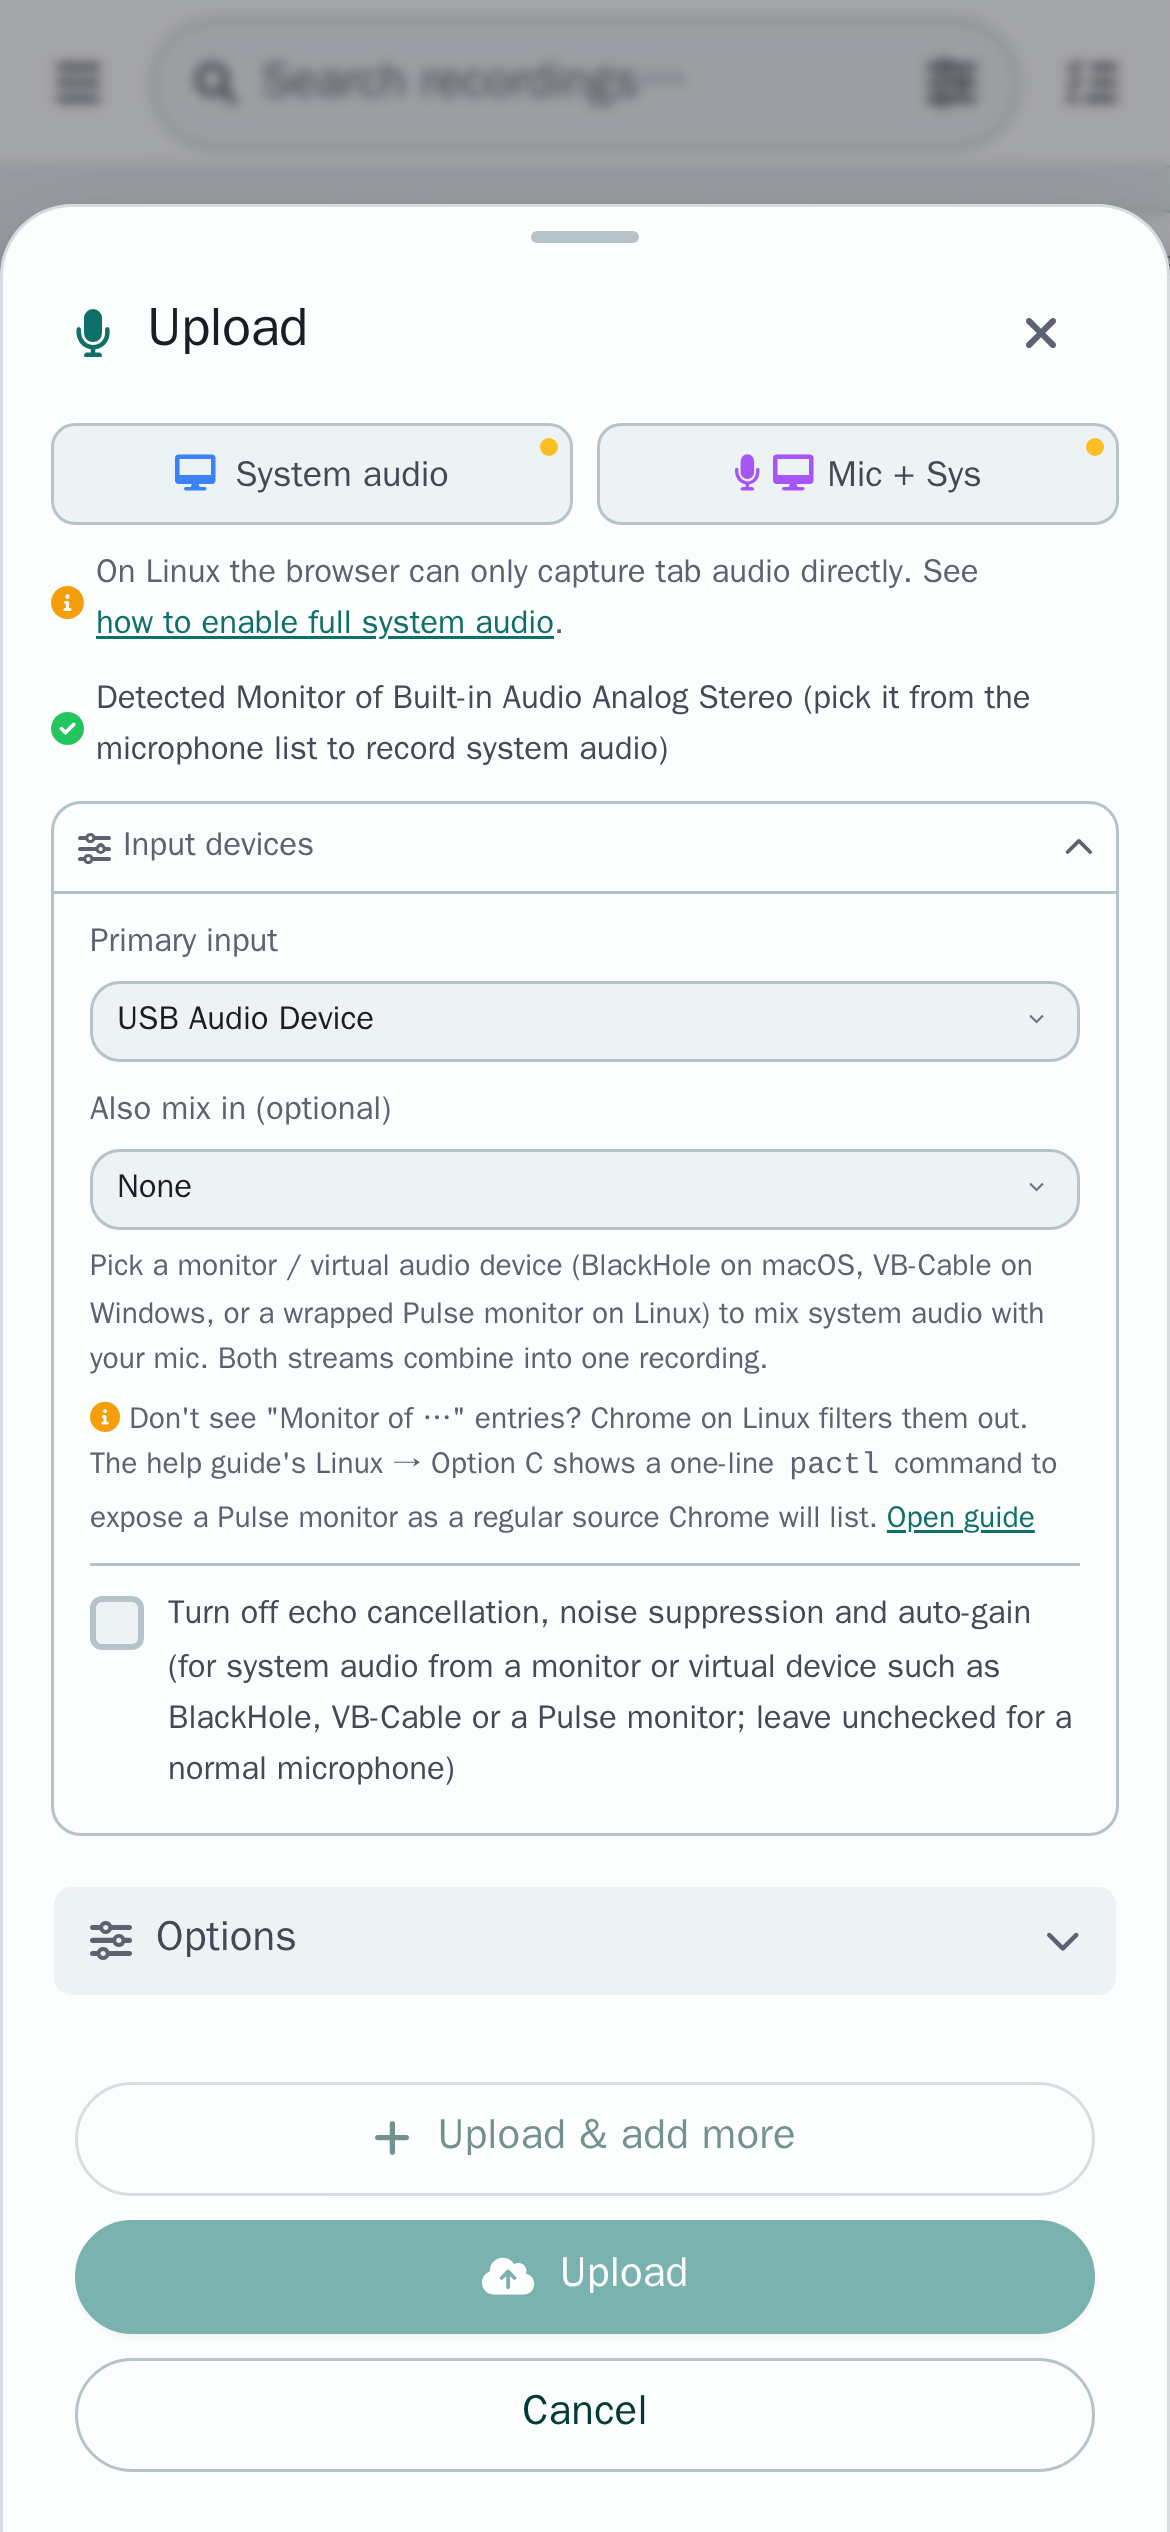 Search recordings...
Upload
System audio
Mic + Sys
On Linux the browser can only capture tab audio directly. See
how to enable full system audio.
Detected Monitor of Built-in Audio Analog Stereo (pick it from the
microphone list to record system audio)
Input devices
Primary input
USB Audio Device
Also mix in (optional)
None
Pick a monitor / virtual audio device (BlackHole on macOS, VB-Cable on
Windows, or a wrapped Pulse monitor on Linux) to mix system audio with
your mic. Both streams combine into one recording.
Don't see "Monitor of ..." entries? Chrome on Linux filters them out.
The help guide's Linux → Option C shows a one-line pactl command to
expose a Pulse monitor as a regular source Chrome will list. Open guide
Turn off echo cancellation, noise suppression and auto-gain
(for system audio from a monitor or virtual device such as
BlackHole, VB-Cable or a Pulse monitor; leave unchecked for a
normal microphone)
Options
Upload & add more
Upload
Cancel